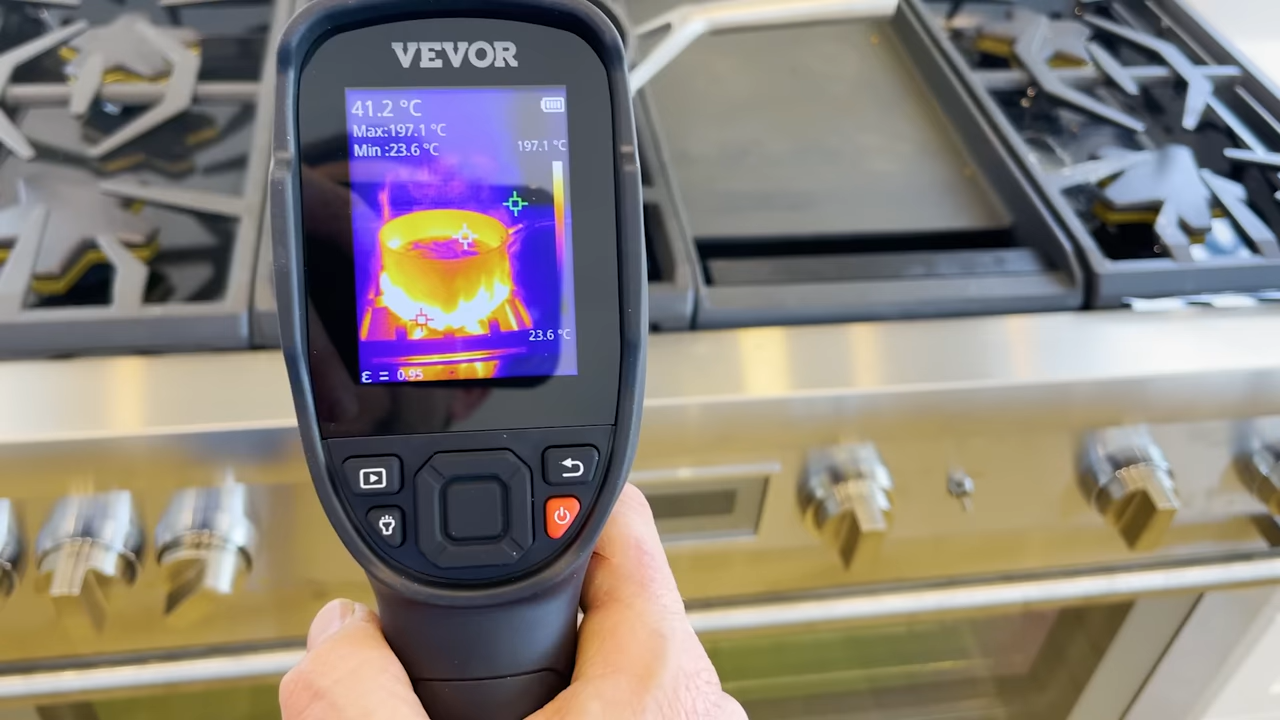 VEVOR
41.2 °C
Max:197.1 °C
Min :23.6 °C
197.1 °C
23.6 °C
ε = 0.95